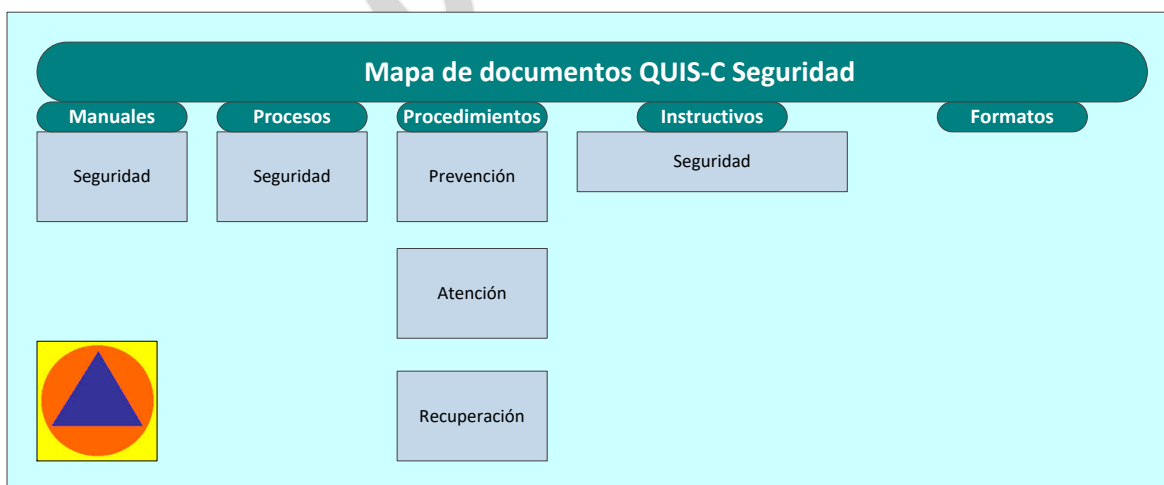 Mapa de documentos QUIS-C Seguridad
Manuales
Procesos
Procedimientos
Instructivos
Formatos
Seguridad
Seguridad
Prevención
Seguridad
Atención
Recuperación